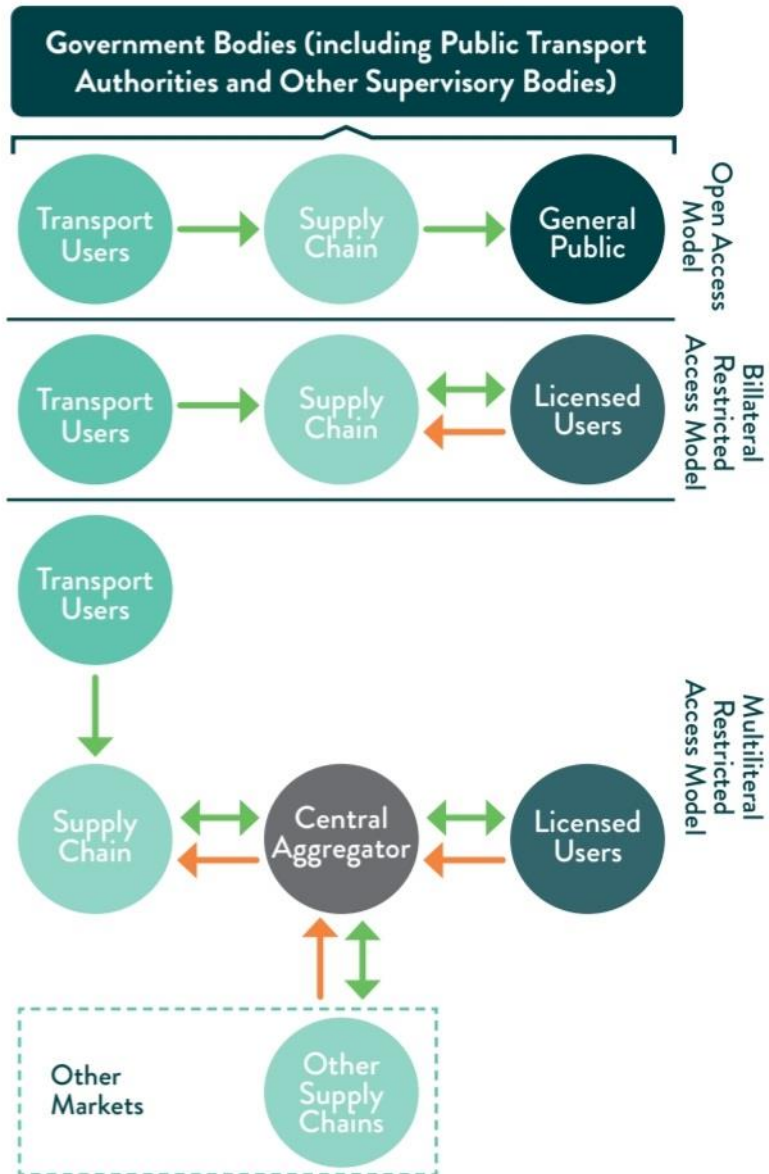 Government Bodies (including Public Transport
Authorities and Other Supervisory Bodies)
Transport
Users
Supply
Chain
General
Public
Open Access
Model
Transport
Users
Supply
Chain
Licensed
Users
Billateral
Restricted
Access Model
Transport
Users
Supply
Chain
Central
Aggregator
Licensed
Users
Multiliteral
Restricted
Access Model
Other
Markets
Other
Supply
Chains